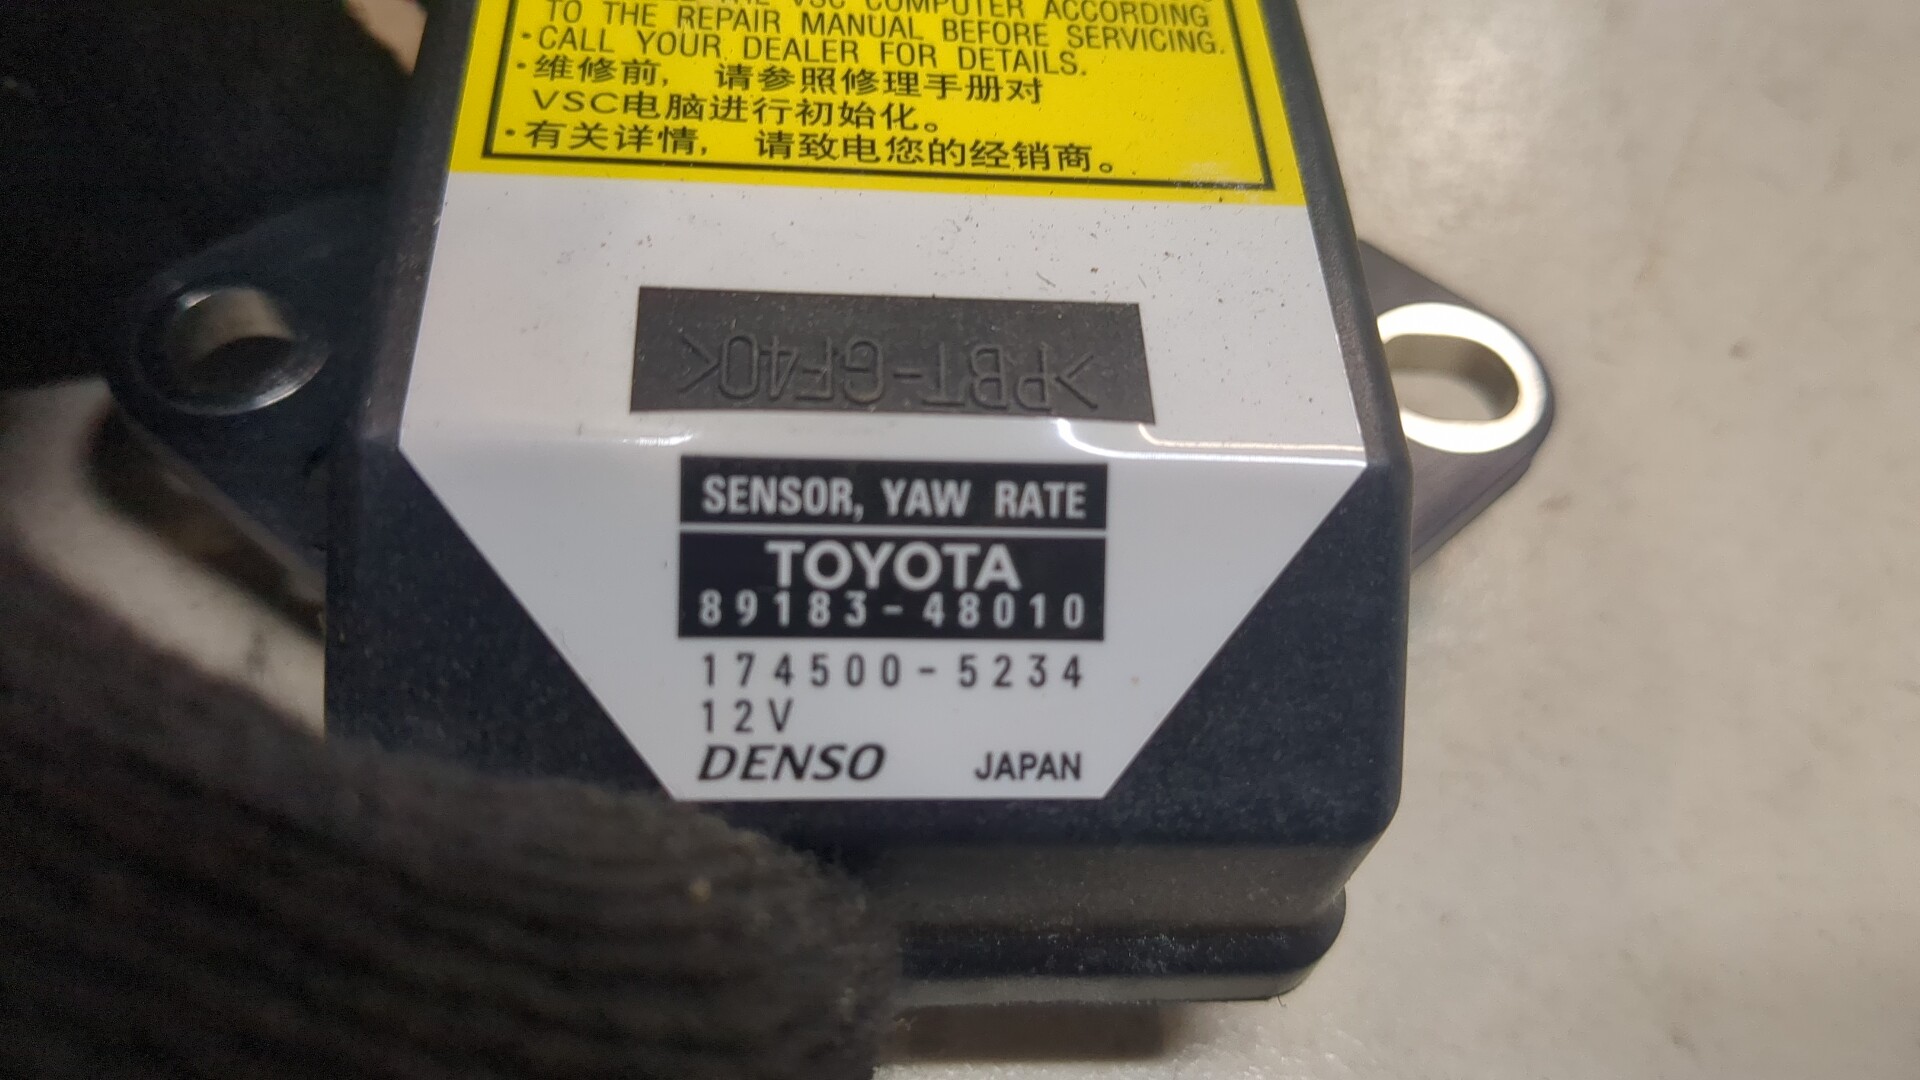 THE VSC COMPUTER ACCORDING
TO THE REPAIR MANUAL BEFORE SERVICING.
·CALL YOUR DEALER FOR DETAILS.
·维修前，请参照修理手册对
VSC电脑进行初始化。
·有关详情，请致电您的经销商。
>PBT-GF40<
SENSOR, YAW RATE
TOYOTA
89183-48010
174500-5234
12V
DENSO JAPAN